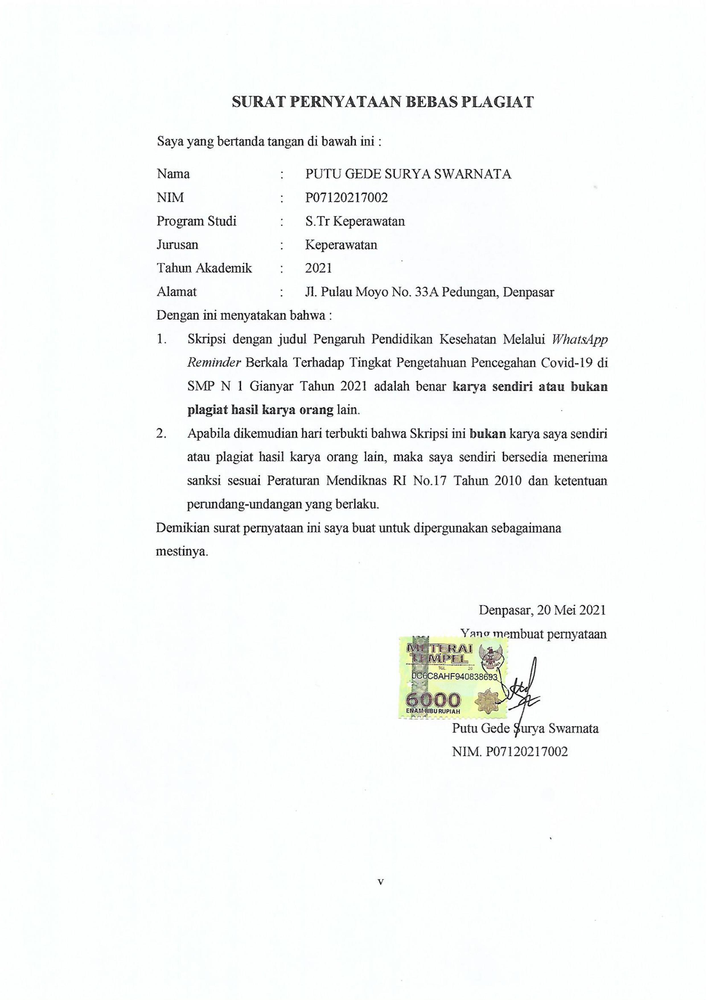 SURAT PERNYATAAN BEBAS PLAGIAT
Saya yang bertanda tangan di bawah ini :
Nama : PUTU GEDE SURYA SWARNATA
NIM : P07120217002
Program Studi : S.Tr Keperawatan
Jurusan : Keperawatan
Tahun Akademik : 2021
Alamat : Jl. Pulau Moyo No. 33A Pedungan, Denpasar
Dengan ini menyatakan bahwa :
1. Skripsi dengan judul Pengaruh Pendidikan Kesehatan Melalui WhatsApp
Reminder Berkala Terhadap Tingkat Pengetahuan Pencegahan Covid-19 di
SMP N 1 Gianyar Tahun 2021 adalah benar karya sendiri atau bukan
plagiat hasil karya orang lain.
2. Apabila dikemudian hari terbukti bahwa Skripsi ini bukan karya saya sendiri
atau plagiat hasil karya orang lain, maka saya sendiri bersedia menerima
sanksi sesuai Peraturan Mendiknas RI No.17 Tahun 2010 dan ketentuan
perundang-undangan yang berlaku.
Demikian surat pernyataan ini saya buat untuk dipergunakan sebagaimana
mestinya.
Denpasar, 20 Mei 2021
Yang membuat pernyataan
METERAI
TEMPEL
TGL 20
0C6C8AHF940838693
6000
ENAM RIBU RUPIAH
Putu Gede Surya Swarnata
NIM. P07120217002
v